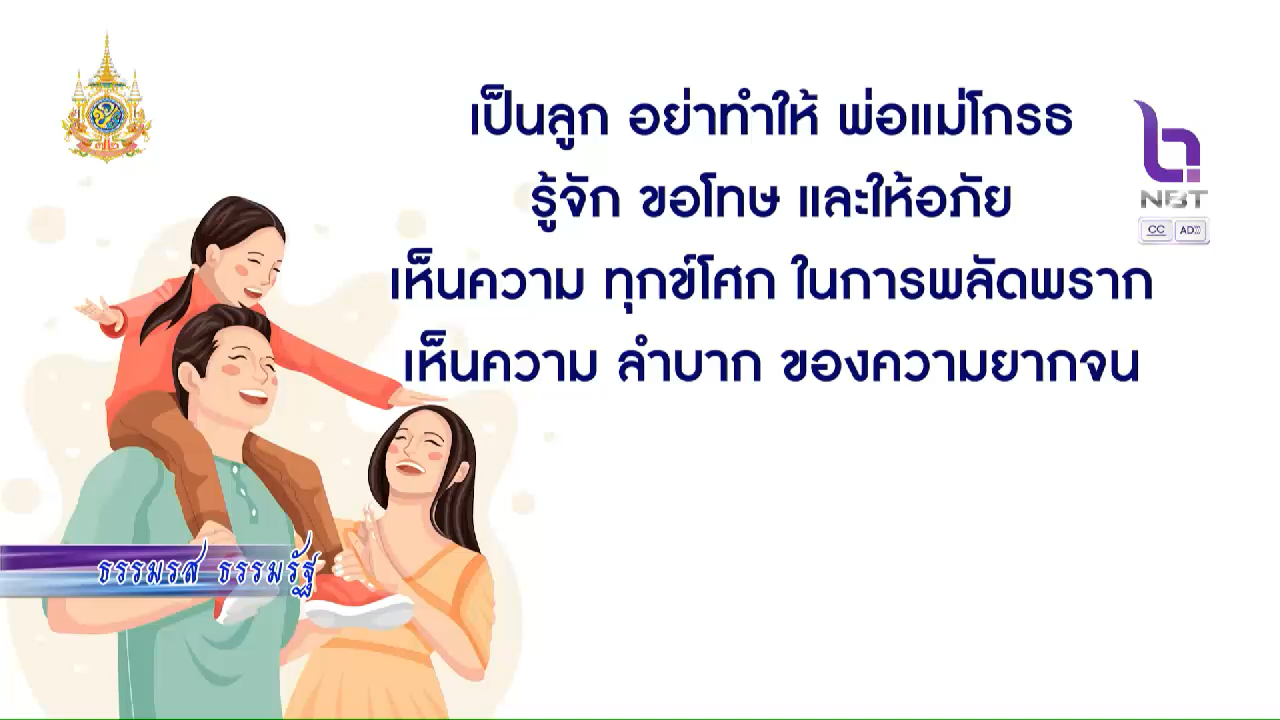 เป็นลูก อย่าทำให้ พ่อแม่โกรธ
รู้จัก ขอโทษ และให้อภัย
เห็นความ ทุกข์โศก ในการพลัดพราก
เห็นความ ลำบาก ของความยากจน
NBT
CC AD
ธรรมรส ธรรมรัฐ
๗๒